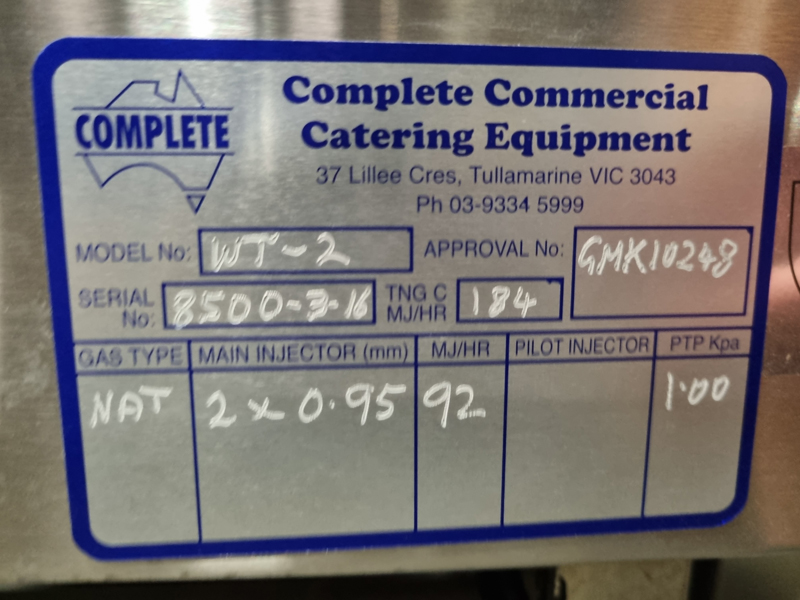 COMPLETE
Complete Commercial
Catering Equipment
37 Lillee Cres, Tullamarine VIC 3043
Ph 03-9334 5999
MODEL No: WT-2
APPROVAL No: GMK10248
SERIAL No: 8500-3-16
TNG C MJ/HR 184
GAS TYPE MAIN INJECTOR (mm) MJ/HR PILOT INJECTOR PTP Kpa
NAT 2 x 0.95 92 1.00